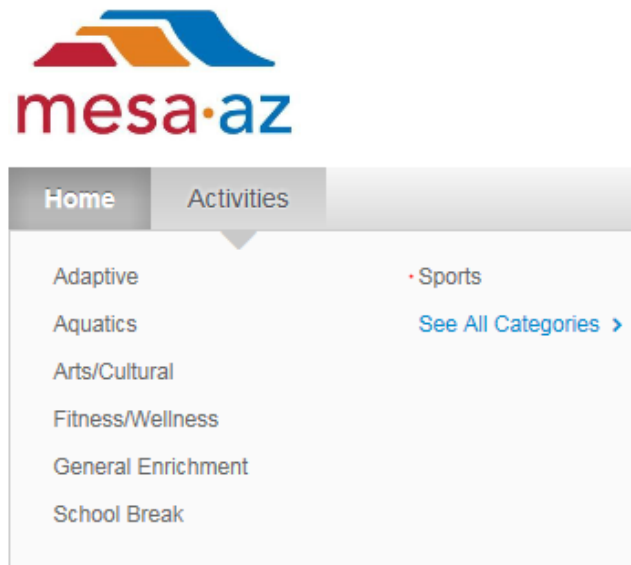 mesa·az
Home Activities
Adaptive
Aquatics
Arts/Cultural
Fitness/Wellness
General Enrichment
School Break
Sports
See All Categories >